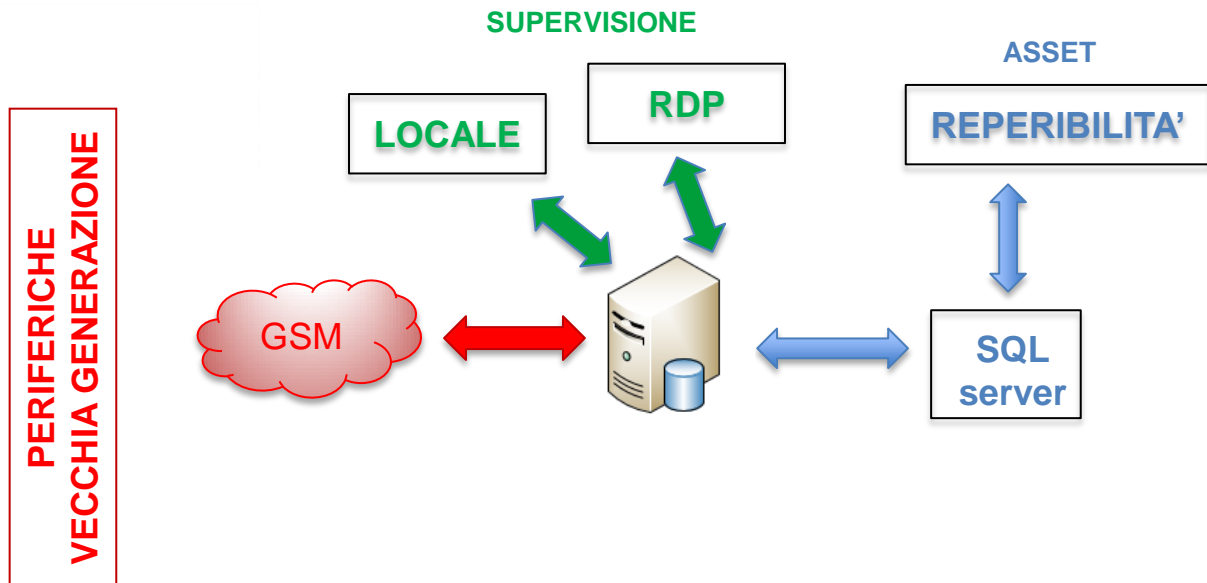 SUPERVISIONE
ASSET
LOCALE
RDP
REPERIBILITA’
PERIFERICHE
VECCHIA GENERAZIONE
GSM
SQL
server